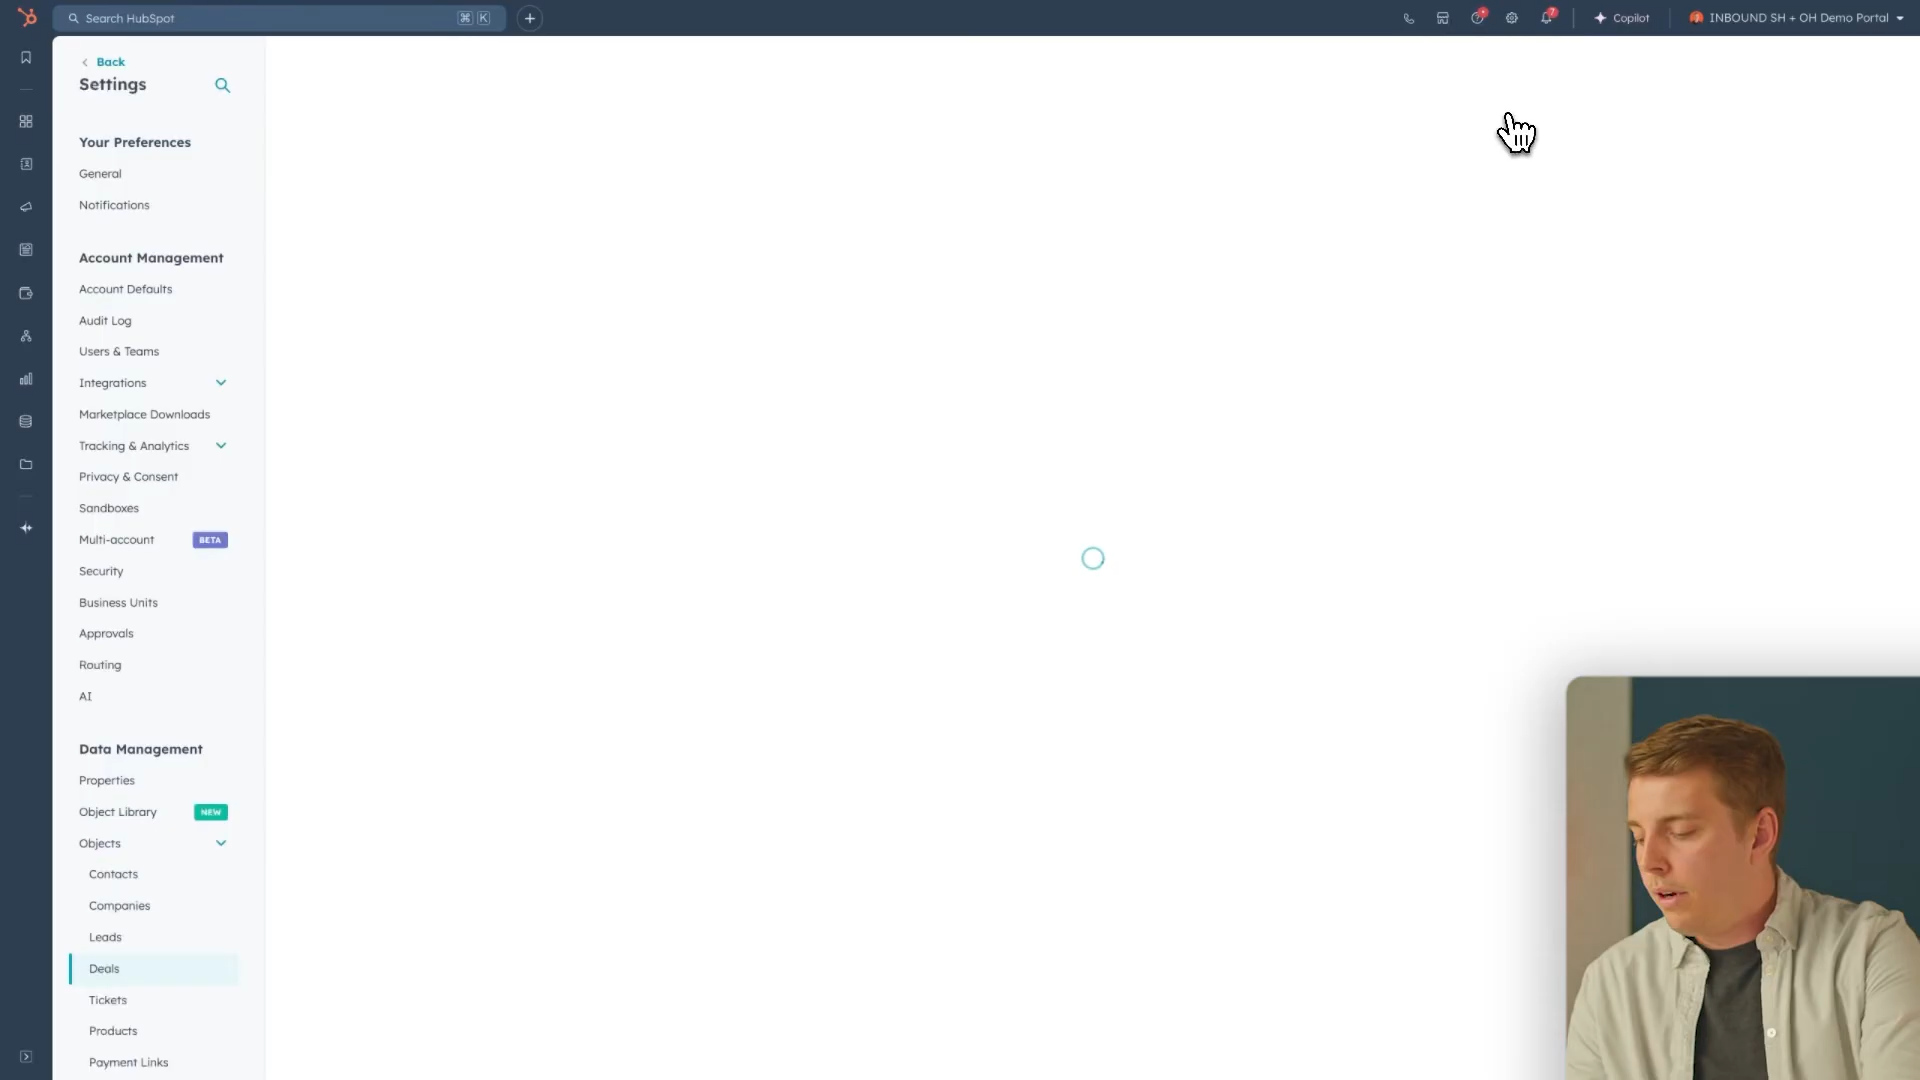 Search HubSpot
⌘ K
7
Copilot
INBOUND SH + OH Demo Portal
Back
Settings
Your Preferences
General
Notifications
Account Management
Account Defaults
Audit Log
Users & Teams
Integrations
Marketplace Downloads
Tracking & Analytics
Privacy & Consent
Sandboxes
Multi-account BETA
Security
Business Units
Approvals
Routing
AI
Data Management
Properties
Object Library NEW
Objects
Contacts
Companies
Leads
Deals
Tickets
Products
Payment Links